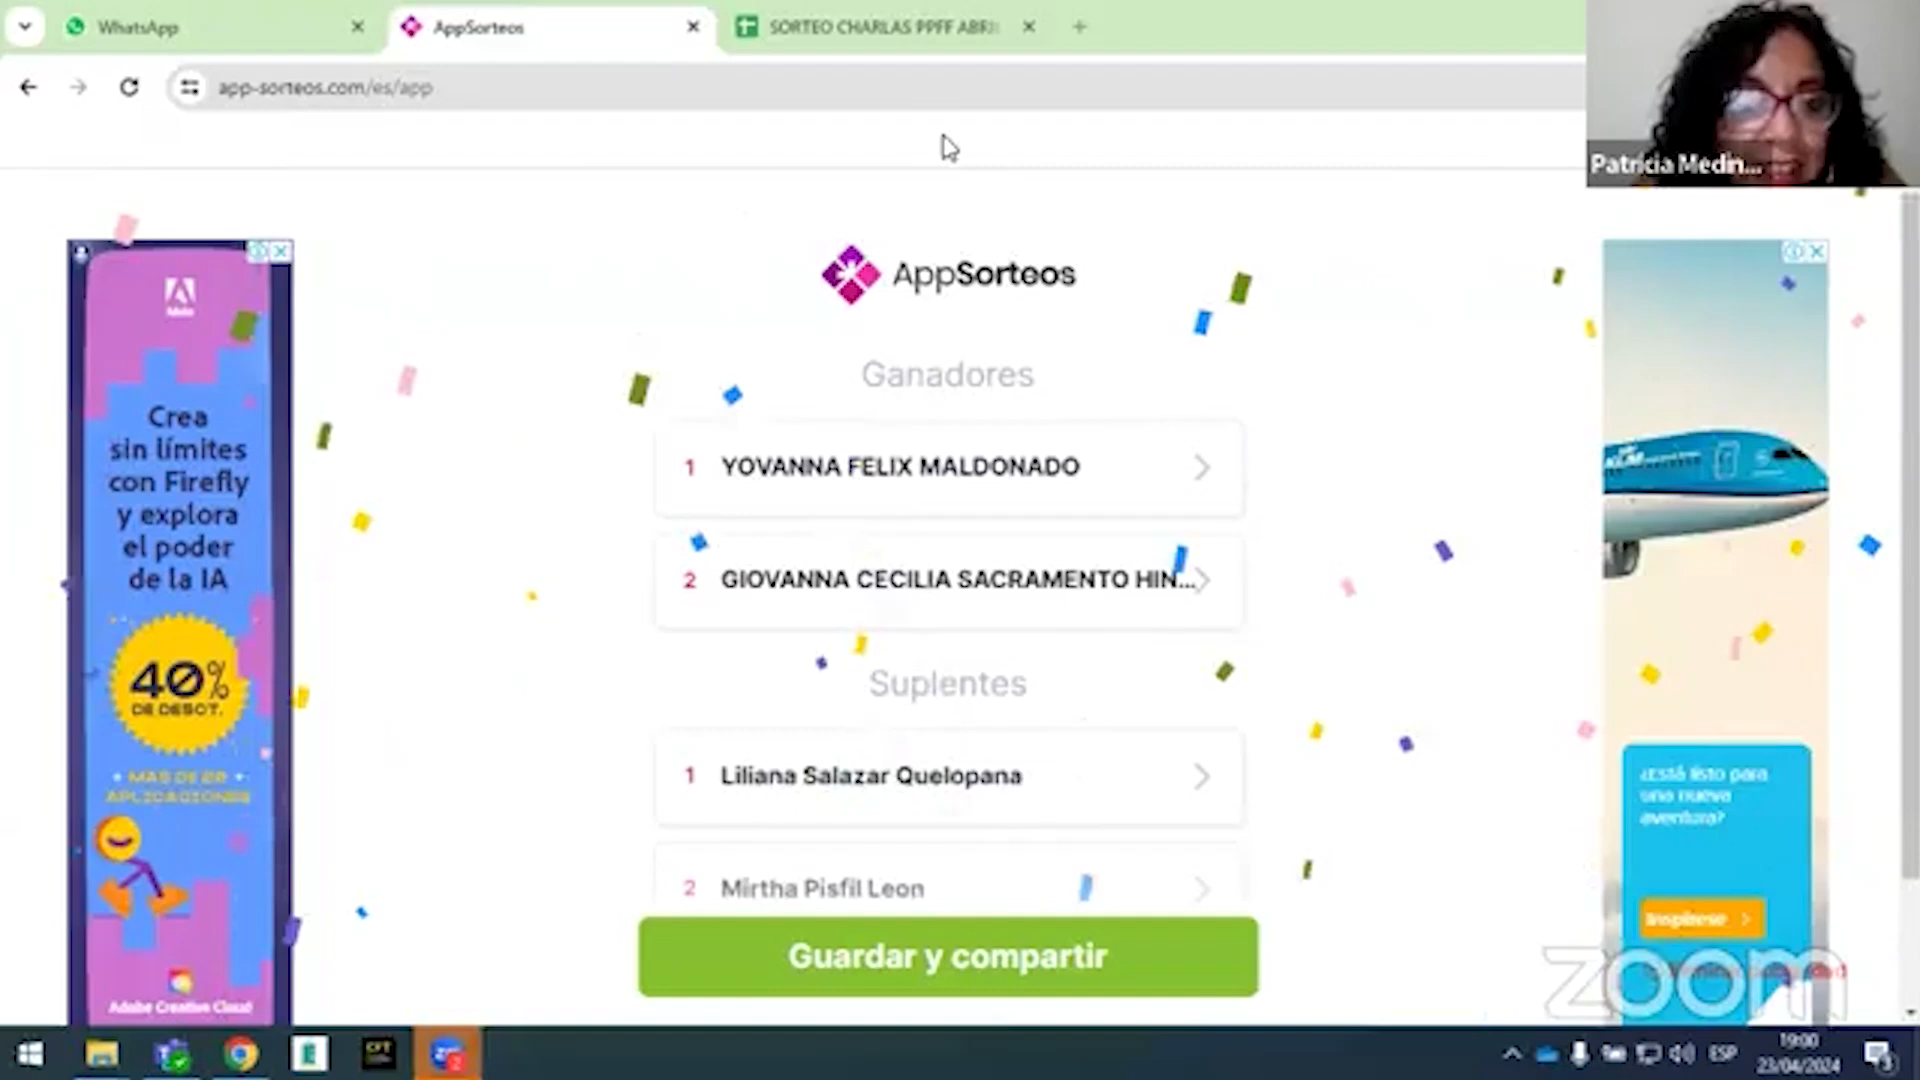 WhatsApp
AppSorteos
SORTEO CHARLAS PPFF ABRI
app-sorteos.com/es/app
Patricia Medin...
AppSorteos
Ganadores
1 YOVANNA FELIX MALDONADO
2 GIOVANNA CECILIA SACRAMENTO HIN...
Suplentes
1 Liliana Salazar Quelopana
2 Mirtha Pisfil Leon
Guardar y compartir
Crea
sin límites
con Firefly
y explora
el poder
de la IA
40%
DE DESCT.
MÁS DE 20
APLICACIONES
Adobe Creative Cloud
KLM
¿Está listo para
una nueva
aventura?
Inspírese
zoom
ESP
19:00
23/04/2024